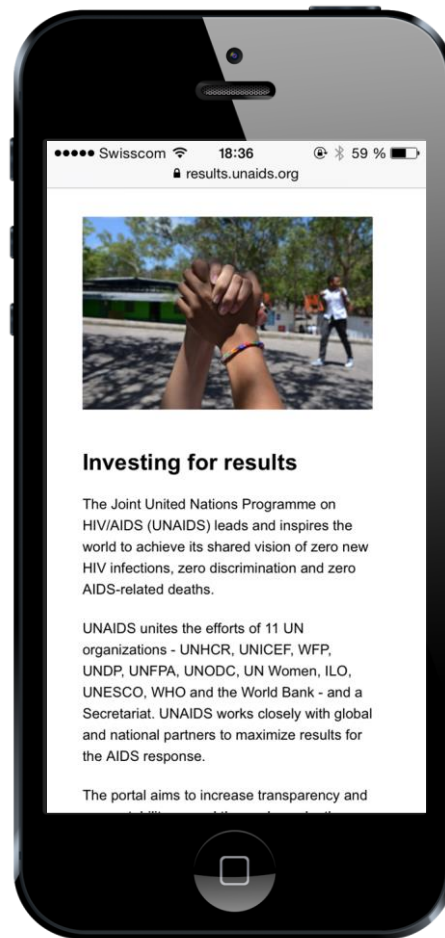 Swisscom 18:36 59 %
results.unaids.org
Investing for results
The Joint United Nations Programme on
HIV/AIDS (UNAIDS) leads and inspires the
world to achieve its shared vision of zero new
HIV infections, zero discrimination and zero
AIDS-related deaths.
UNAIDS unites the efforts of 11 UN
organizations - UNHCR, UNICEF, WFP,
UNDP, UNFPA, UNODC, UN Women, ILO,
UNESCO, WHO and the World Bank - and a
Secretariat. UNAIDS works closely with global
and national partners to maximize results for
the AIDS response.
The portal aims to increase transparency and